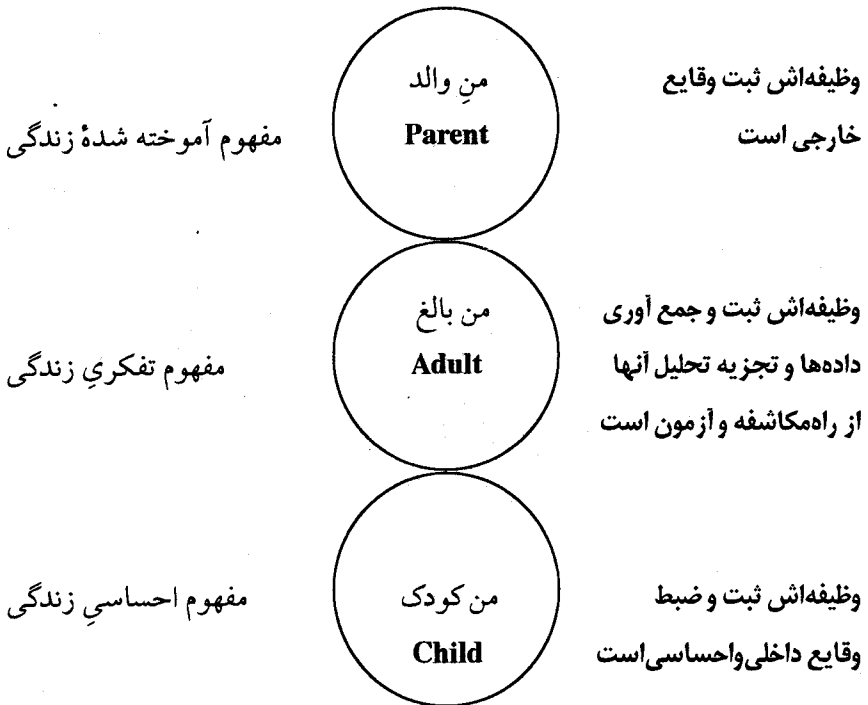 وظیفه‌اش ثبت وقایع
خارجی است
منِ والد
Parent
مفهوم آموخته شدهٔ زندگی
وظیفه‌اش ثبت و جمع آوری
داده‌ها و تجزیه تحلیل آنها
از راه‌مکاشفه و آزمون است
من بالغ
Adult
مفهوم تفکریِ زندگی
وظیفه‌اش ثبت و ضبط
وقایع داخلی‌واحساسی‌است
من کودک
Child
مفهوم احساسیِ زندگی